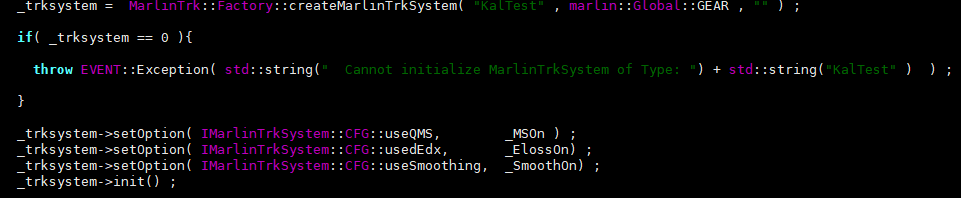 _trksystem =  MarlinTrk::Factory::createMarlinTrkSystem( "KalTest" , marlin::Global::GEAR , "" ) ;
if( _trksystem == 0 ){
throw EVENT::Exception( std::string("  Cannot initialize MarlinTrkSystem of Type: ") + std::string("KalTest" )  ) ;
}
_trksystem->setOption( IMarlinTrkSystem::CFG::useQMS,        _MSOn ) ;
_trksystem->setOption( IMarlinTrkSystem::CFG::usedEdx,       _ElossOn) ;
_trksystem->setOption( IMarlinTrkSystem::CFG::useSmoothing,  _SmoothOn) ;
_trksystem->init() ;